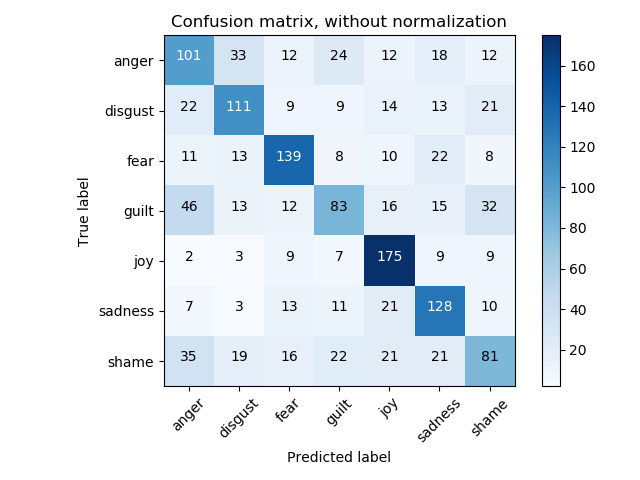 Confusion matrix, without normalization
True label
anger 101 33 12 24 12 18 12
disgust 22 111 9 9 14 13 21
fear 11 13 139 8 10 22 8
guilt 46 13 12 83 16 15 32
joy 2 3 9 7 175 9 9
sadness 7 3 13 11 21 128 10
shame 35 19 16 22 21 21 81
anger disgust fear guilt joy sadness shame
Predicted label
160
140
120
100
80
60
40
20